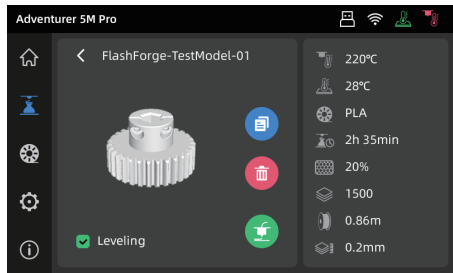 Adventurer 5M Pro
FlashForge-TestModel-01
Leveling
220℃
28℃
PLA
2h 35min
20%
1500
0.86m
0.2mm